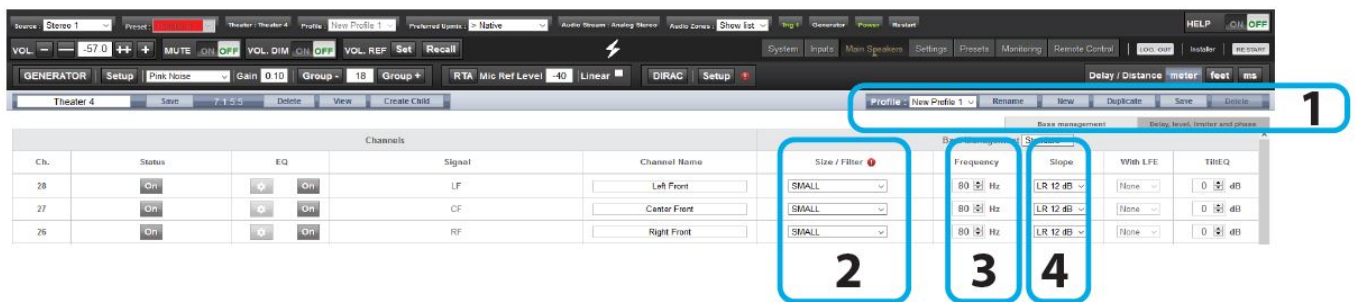 Source : Stereo 1 Preset : Theater : Theater 4 Profile : New Profile 1 Preferred Upmix : > Native Audio Stream : Analog Stereo Audio Zones : Show list Trig 1 Generator Power Restart HELP ON OFF
VOL. -57.0 ++ + MUTE ON OFF VOL. DIM ON OFF VOL. REF Set Recall System Inputs Main Speakers Settings Presets Monitoring Remote Control LOG. OUT Installer RESTART
GENERATOR Setup Pink Noise Gain 0.10 Group - 18 Group + RTA Mic Ref Level -40 Linear DIRAC Setup Delay / Distance meter feet ms
Theater 4 Save 7.1.5.5 Delete View Create Child Profile : New Profile 1 Rename New Duplicate Save Delete 1
Bass management Delay, level, limiter and phase
Channels Bass Management Standard
Ch. Status EQ Signal Channel Name Size / Filter Frequency Slope With LFE TiltEQ
28 On On LF Left Front SMALL 80 Hz LR 12 dB None 0 dB
27 On On CF Center Front SMALL 80 Hz LR 12 dB None 0 dB
26 On On RF Right Front SMALL 80 Hz LR 12 dB None 0 dB
2 3 4